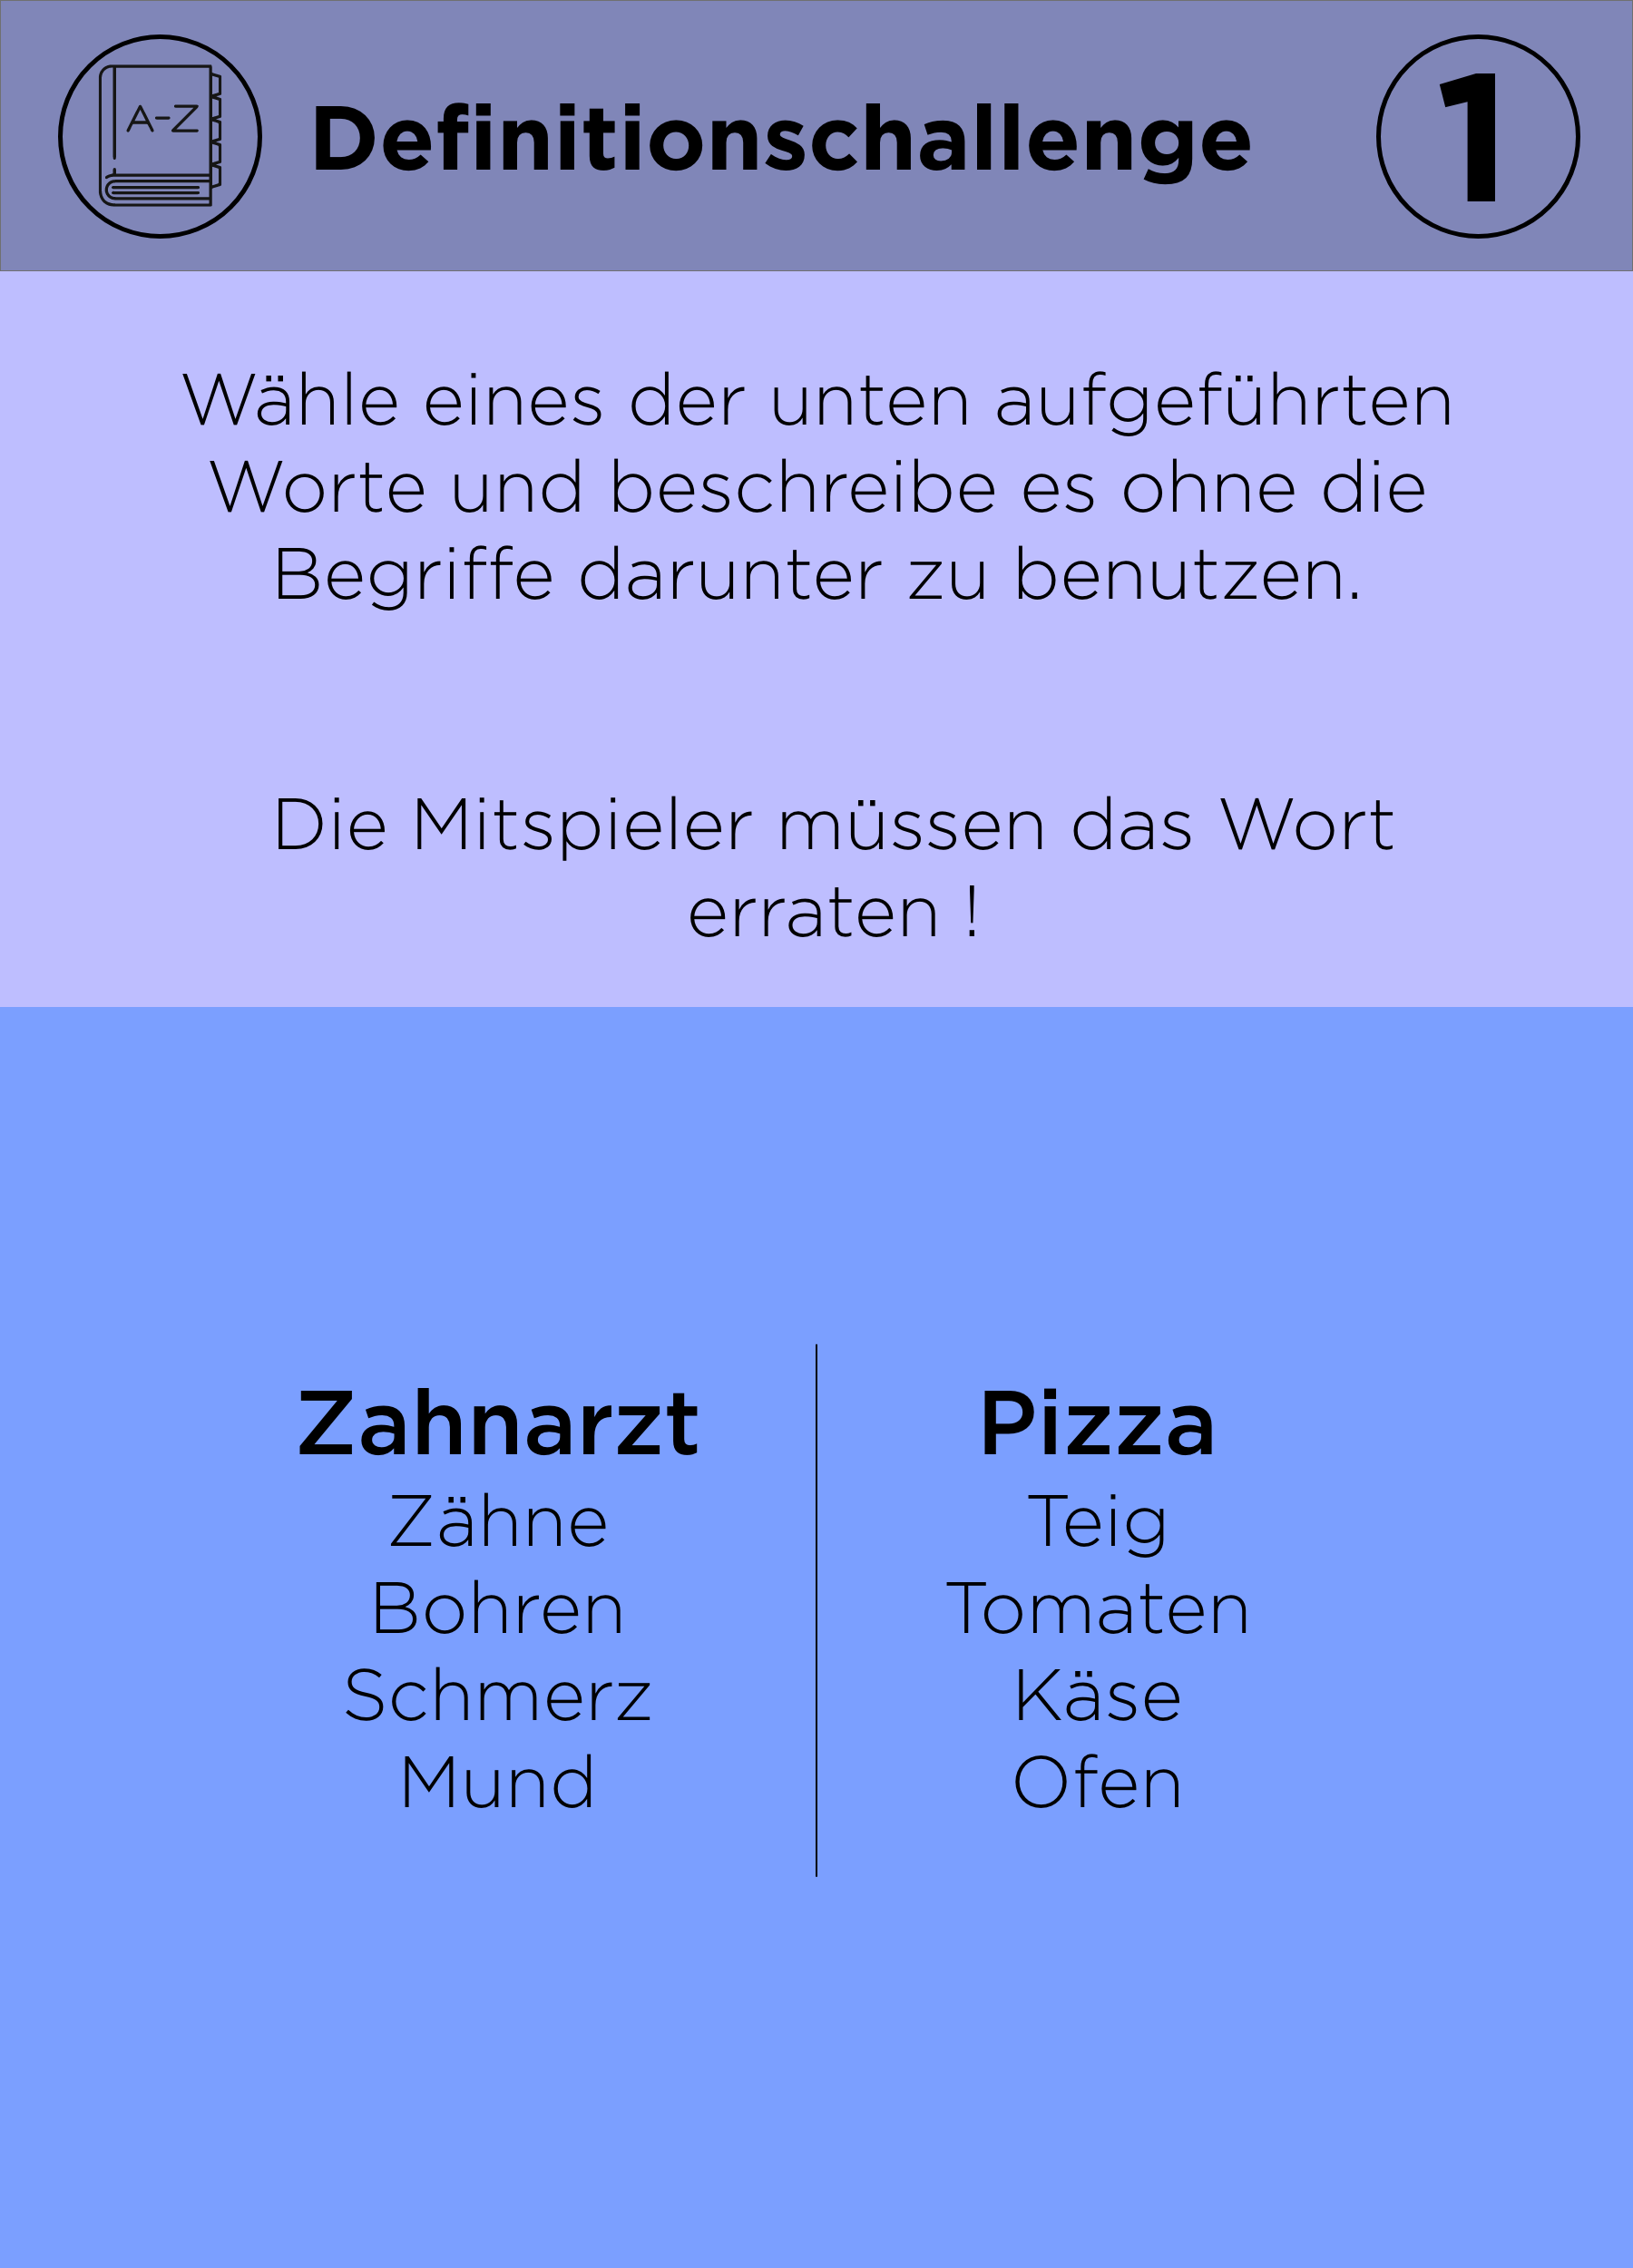 A-Z
Definitionschallenge
1
Wähle eines der unten aufgeführten
Worte und beschreibe es ohne die
Begriffe darunter zu benutzen.
Die Mitspieler müssen das Wort
erraten !
Zahnarzt
Zähne
Bohren
Schmerz
Mund
Pizza
Teig
Tomaten
Käse
Ofen